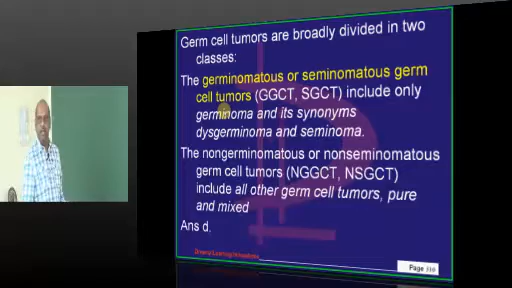 Germ cell tumors are broadly divided in two
classes:
The germinomatous or seminomatous germ
cell tumors (GGCT, SGCT) include only
germinoma and its synonyms
dysgerminoma and seminoma.
The nongerminomatous or nonseminomatous
germ cell tumors (NGGCT, NSGCT)
include all other germ cell tumors, pure
and mixed
Ans d.
Page 310